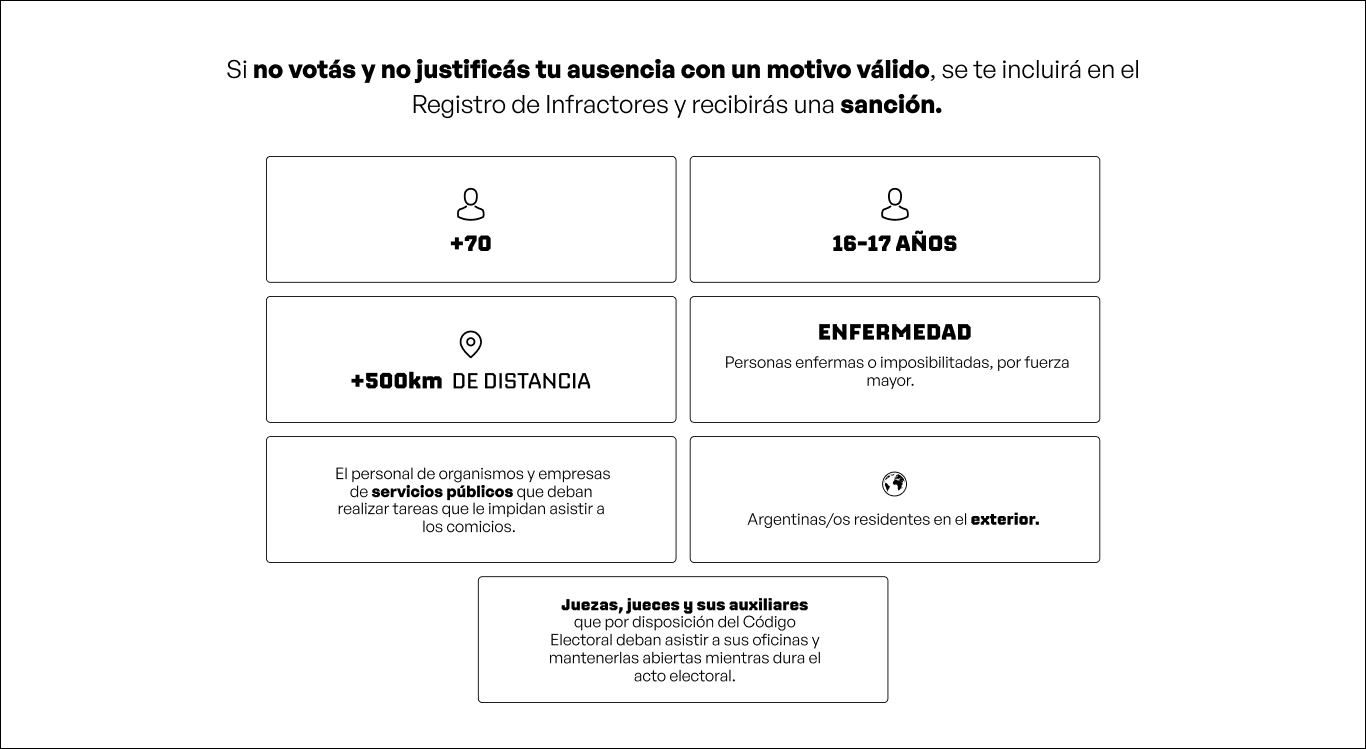 Si no votás y no justificás tu ausencia con un motivo válido, se te incluirá en el
Registro de Infractores y recibirás una sanción.
+70
16-17 AÑOS
+500km DE DISTANCIA
ENFERMEDAD
Personas enfermas o imposibilitadas, por fuerza
mayor.
El personal de organismos y empresas
de servicios públicos que deban
realizar tareas que le impidan asistir a
los comicios.
Argentinas/os residentes en el exterior.
Juezas, jueces y sus auxiliares
que por disposición del Código
Electoral deban asistir a sus oficinas y
mantenerlas abiertas mientras dura el
acto electoral.